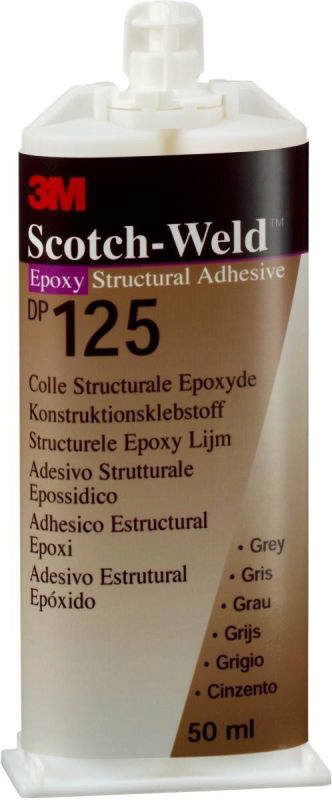 3M
Scotch-Weld™
Epoxy Structural Adhesive
DP 125
Colle Structurale Epoxyde
Konstruktionsklebstoff
Structurele Epoxy Lijm
Adesivo Strutturale
Epossidico
Adhesico Estructural
Epoxi
Adesivo Estrutural
Epóxido
• Grey
• Gris
• Grau
• Grijs
• Grigio
• Cinzento
50 ml